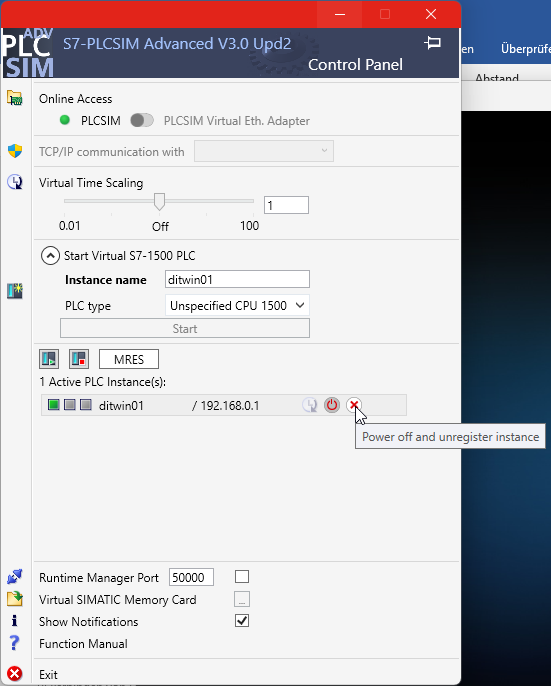 ADV
PLC
SIM
S7-PLCSIM Advanced V3.0 Upd2
Control Panel
en
Überprüfe
Abstand
Online Access
PLCSIM
PLCSIM Virtual Eth. Adapter
TCP/IP communication with
Virtual Time Scaling
1
0.01 Off 100
Start Virtual S7-1500 PLC
Instance name ditwin01
PLC type Unspecified CPU 1500
Start
MRES
1 Active PLC Instance(s):
ditwin01 / 192.168.0.1
Power off and unregister instance
Runtime Manager Port 50000
Virtual SIMATIC Memory Card ...
Show Notifications
Function Manual
Exit